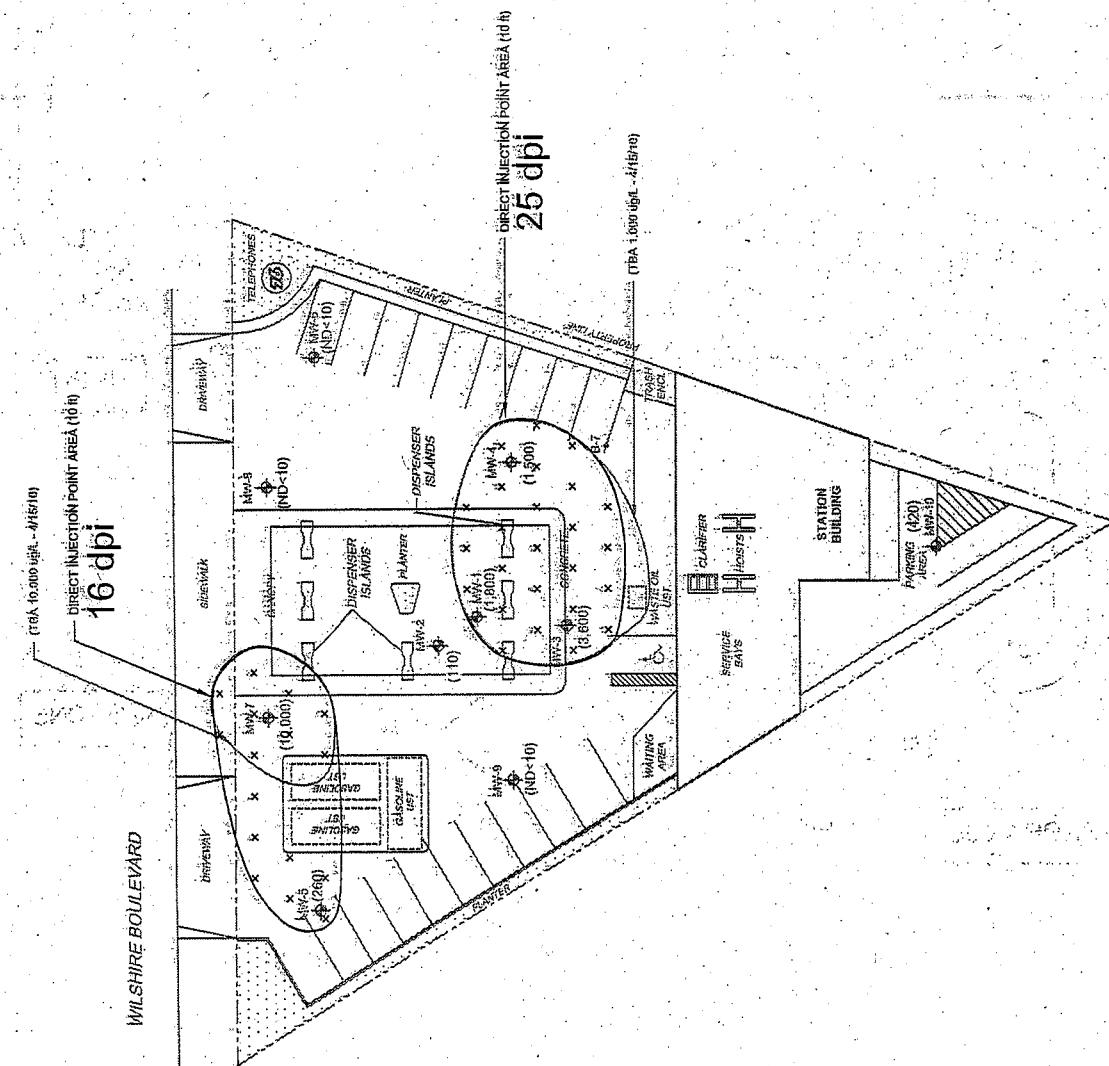 (TBA 10,000 ug/L - 4/15/10)
DIRECT INJECTION POINT AREA (10 ft)
16 dpi
DIRECT INJECTION POINT AREA (10 ft)
25 dpi
(TBA 1,000 ug/L - 4/15/10)
WILSHIRE BOULEVARD
DRIVEWAY
SIDEWALK
DRIVEWAY
TELEPHONES
MW-8
(ND<10)
(ND<10)
PLANTER
PROPERTY LINE
DISPENSER
ISLANDS
DISPENSER
ISLANDS
PLANTER
MW-7
(10,000)
MW-2
(110)
MW-1
(1,800)
MW-4
(1,500)
MW-3
(3,600)
CONCRETE
B-7
TRASH
ENCL
MW-5
(260)
GASOLINE
UST
GASOLINE
UST
GASOLINE
UST
MW-9
(ND<10)
PLANTER
WAITING
AREA
WASTE OIL
UST
CLARIFIER
HOISTS
SERVICE
BAYS
STATION
BUILDING
PARKING
AREA
(420)
MW-10